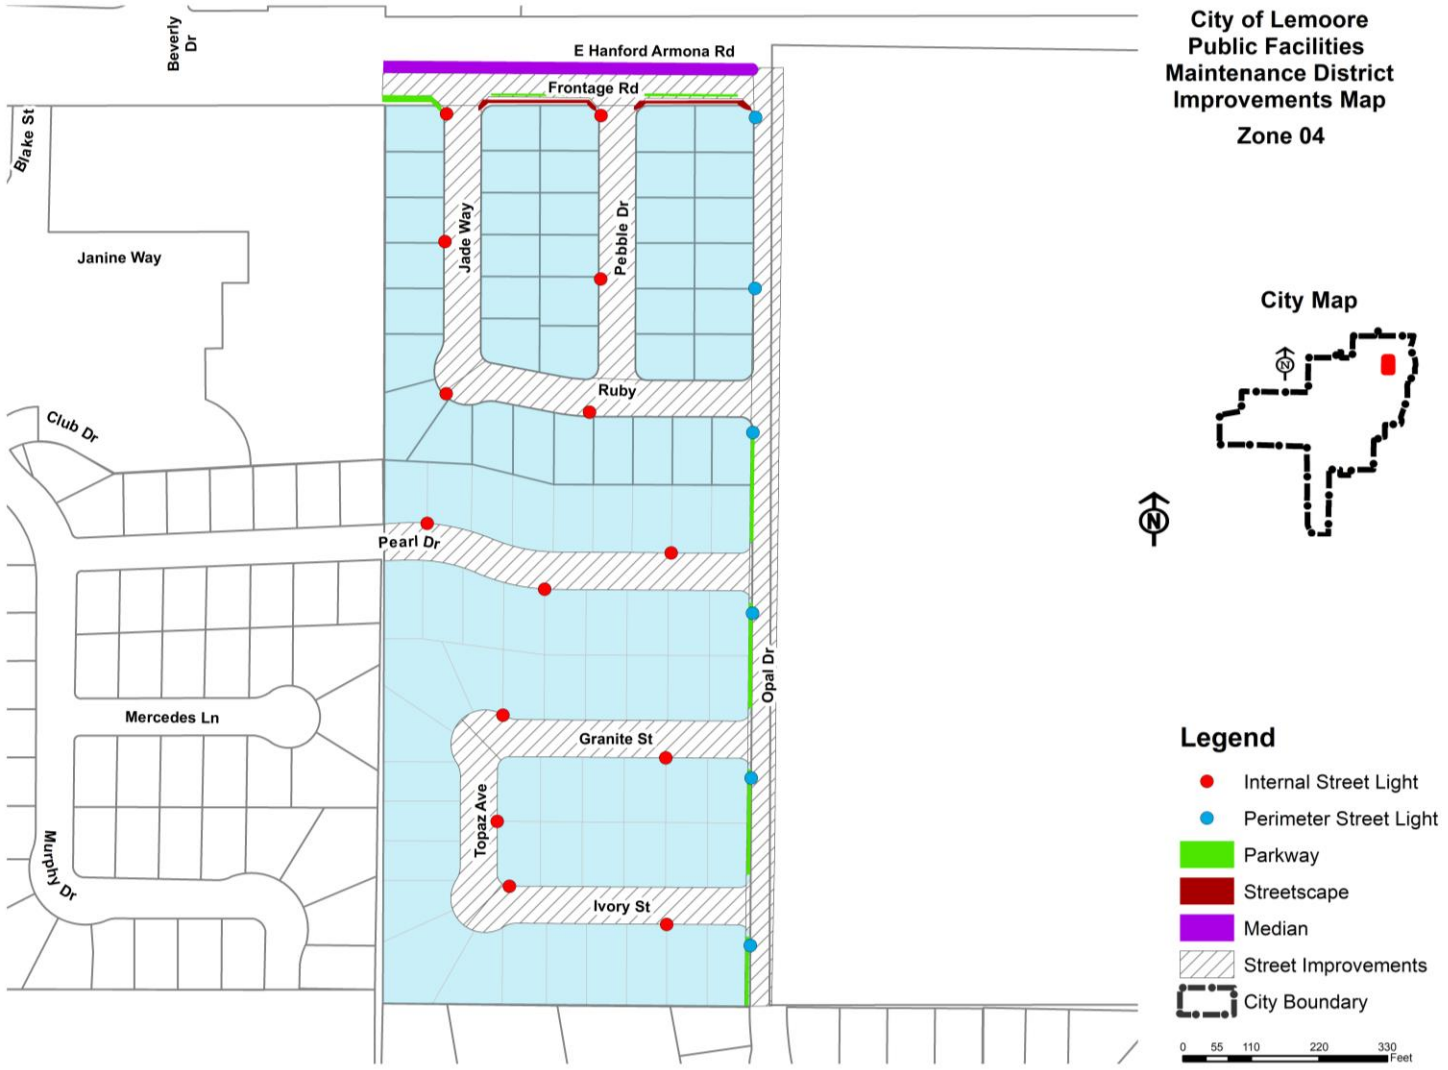 City of Lemoore
Public Facilities
Maintenance District
Improvements Map
Zone 04
E Hanford Armona Rd
Frontage Rd
Beverly
Dr
Blake St
Janine Way
Jade Way
Pebble Dr
Ruby
Club Dr
Pearl Dr
Opal Dr
Mercedes Ln
Granite St
Topaz Ave
Murphy Dr
Ivory St
City Map
N
N
Legend
Internal Street Light
Perimeter Street Light
Parkway
Streetscape
Median
Street Improvements
City Boundary
0 55 110 220 330
Feet